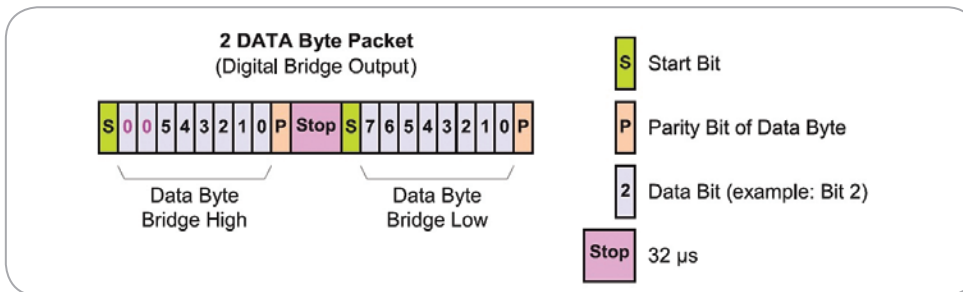 2 DATA Byte Packet
(Digital Bridge Output)
S 0 0 5 4 3 2 1 0 P Stop S 7 6 5 4 3 2 1 0 P
Data Byte
Bridge High
Data Byte
Bridge Low
S Start Bit
P Parity Bit of Data Byte
2 Data Bit (example: Bit 2)
Stop 32 µs